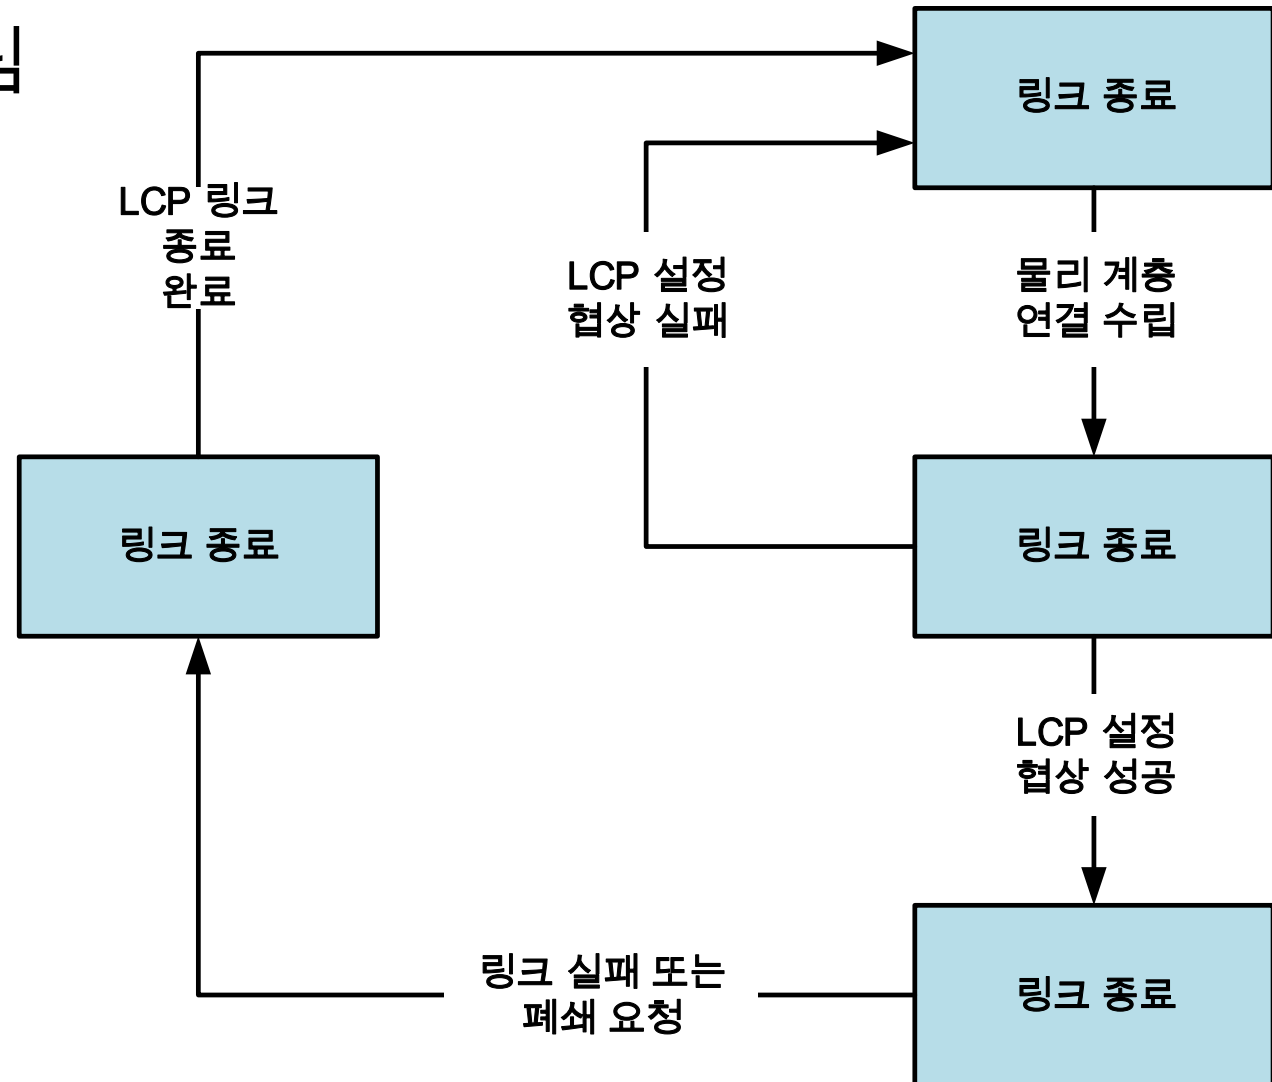 링크 종료
LCP 링크
종료
완료
LCP 설정
협상 실패
물리 계층
연결 수립
링크 종료
링크 종료
LCP 설정
협상 성공
링크 실패 또는
폐쇄 요청
링크 종료